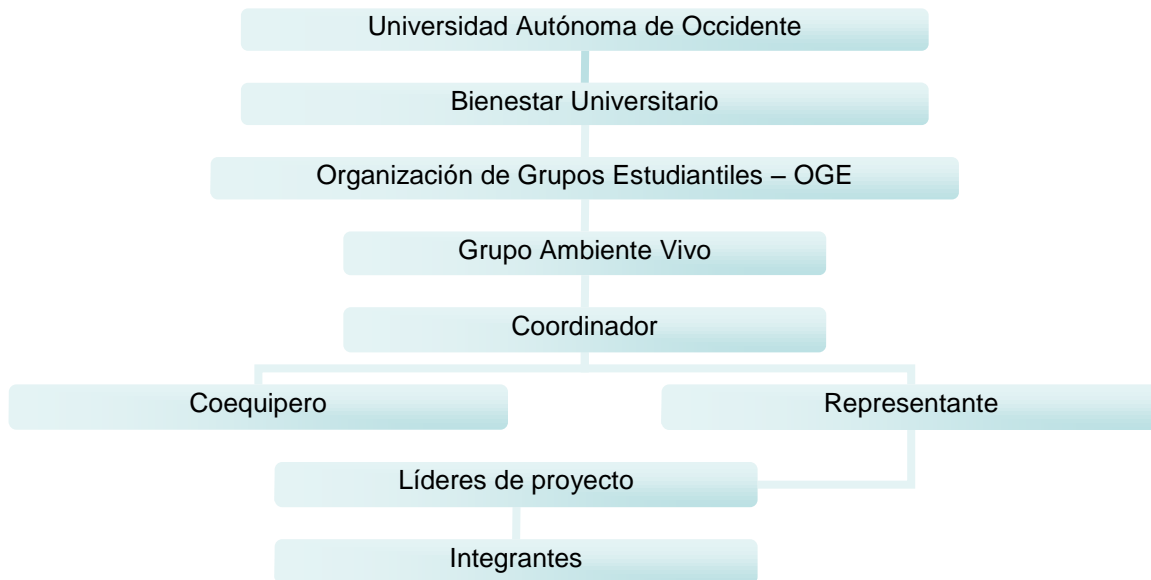 Universidad Autónoma de Occidente
Bienestar Universitario
Organización de Grupos Estudiantiles – OGE
Grupo Ambiente Vivo
Coordinador
Coequipero
Representante
Líderes de proyecto
Integrantes